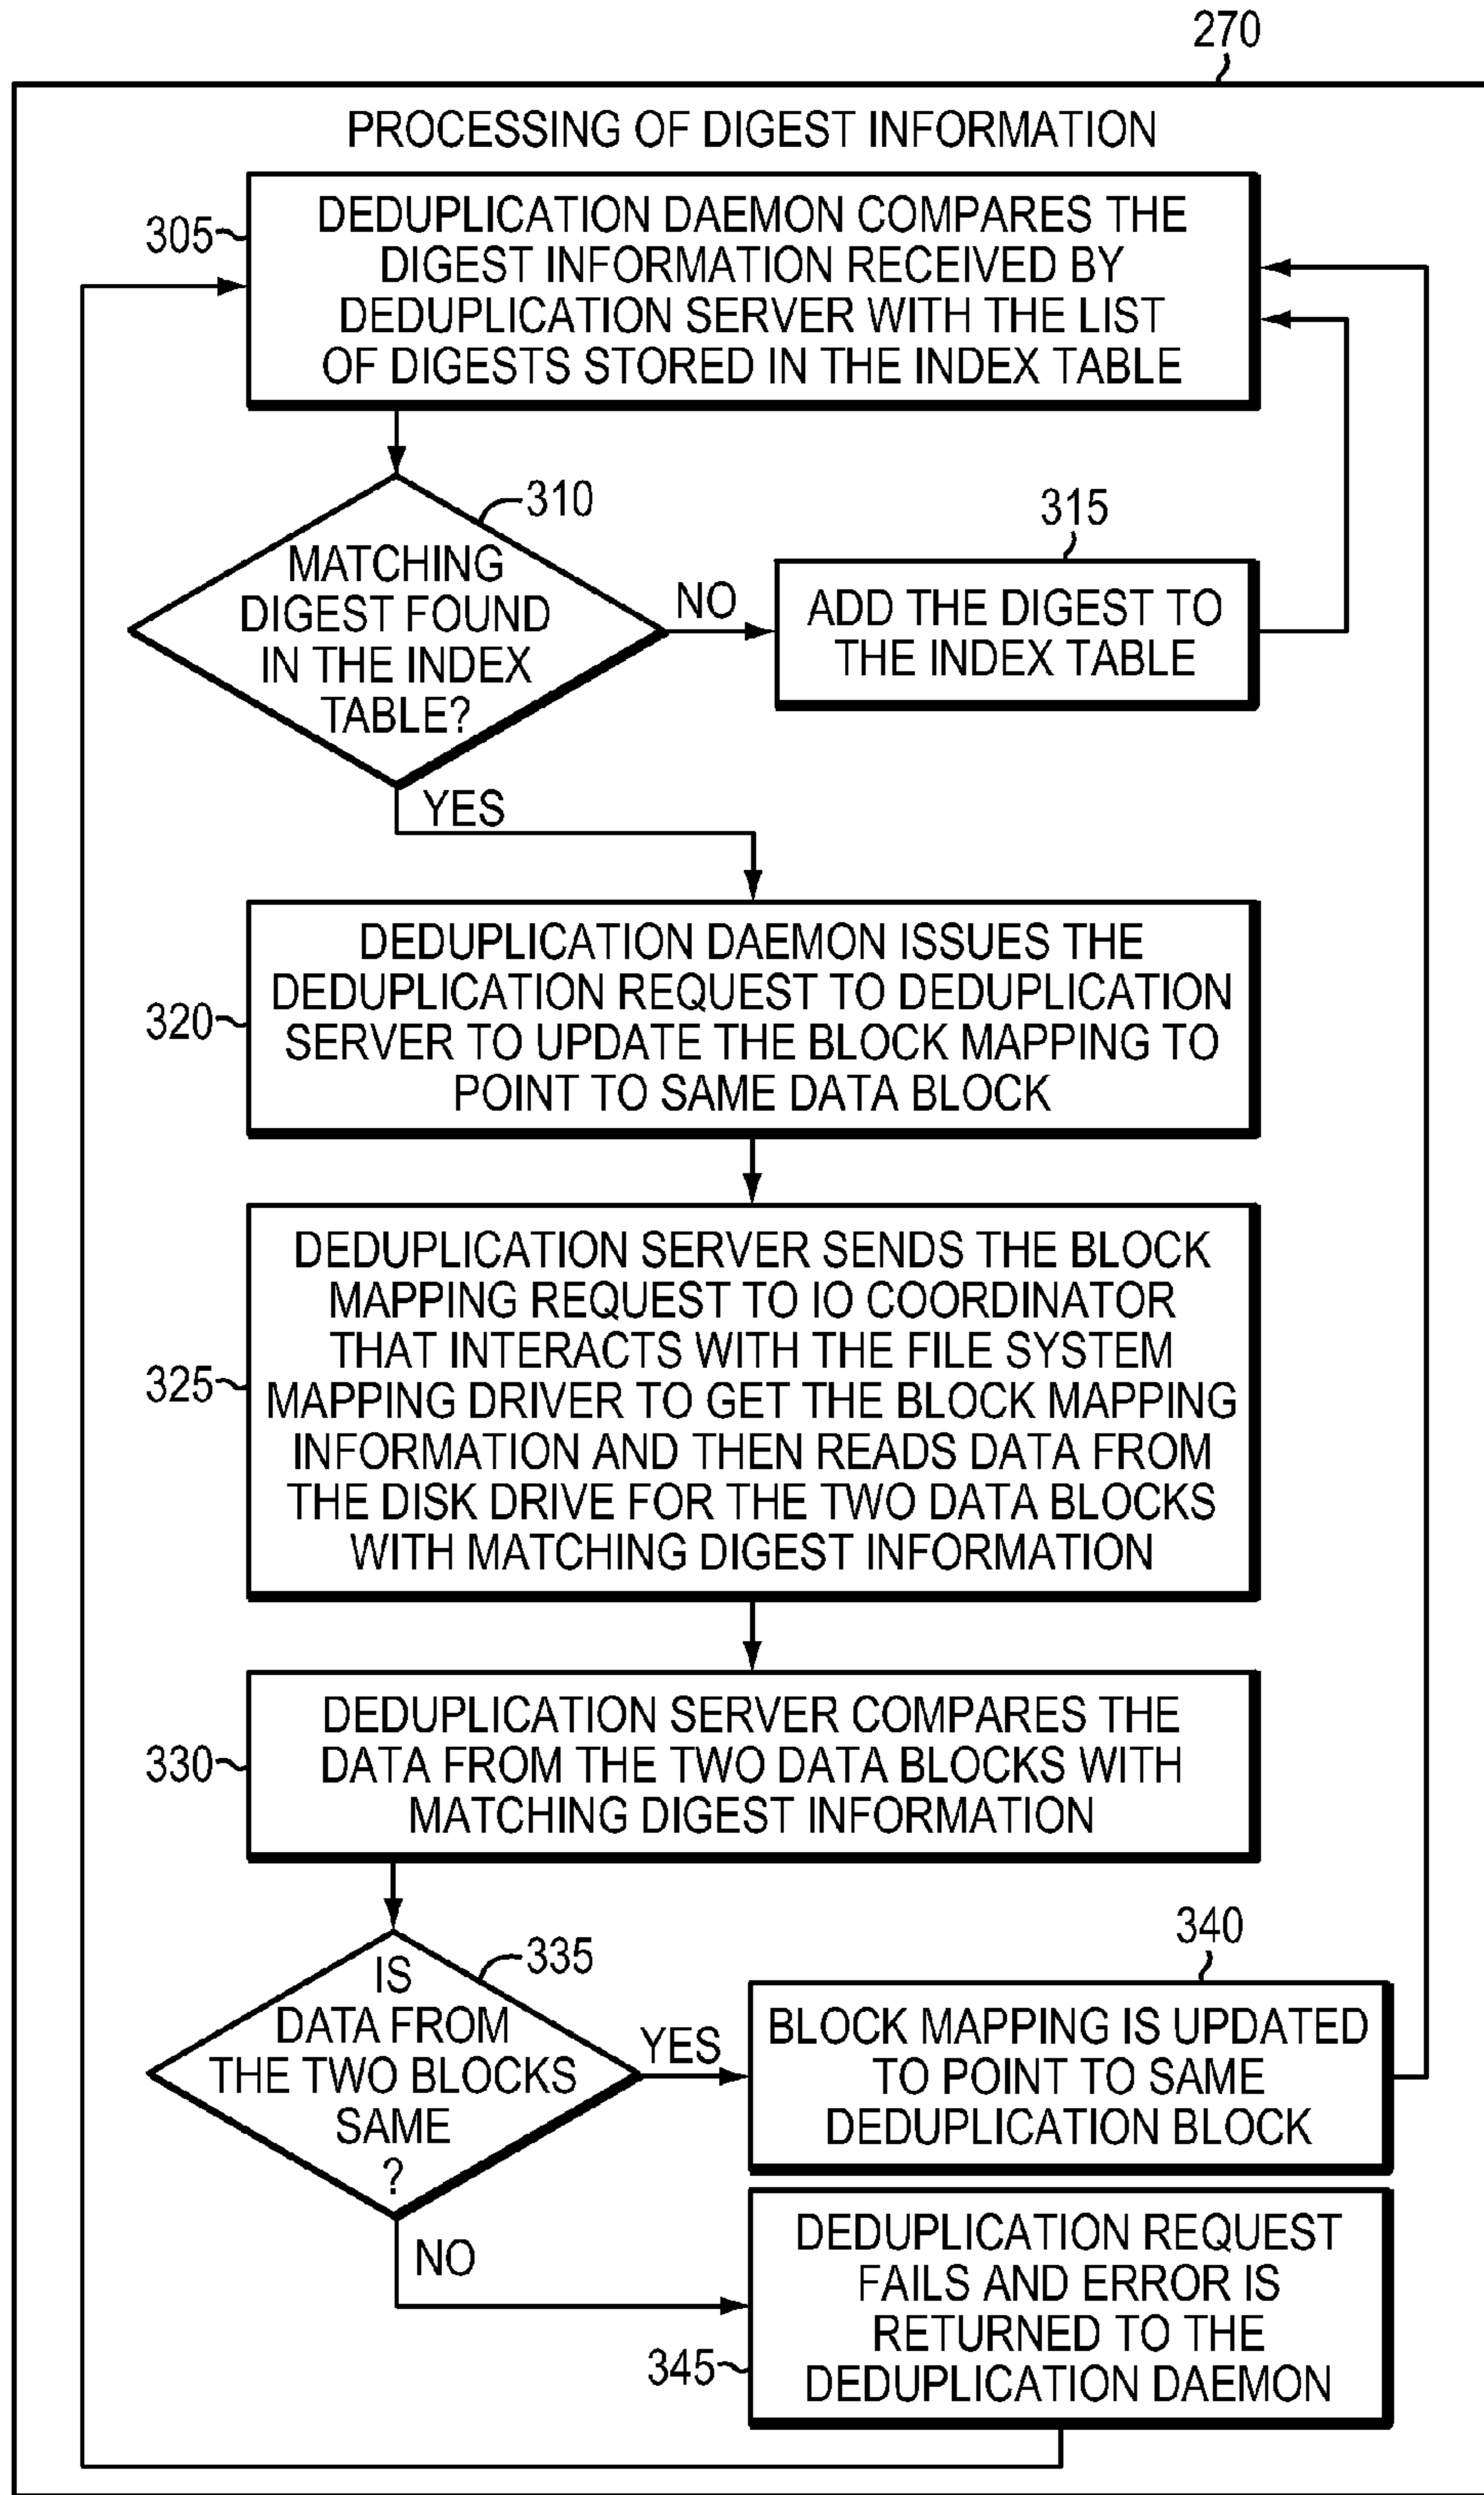 270
PROCESSING OF DIGEST INFORMATION
305
DEDUPLICATION DAEMON COMPARES THE
DIGEST INFORMATION RECEIVED BY
DEDUPLICATION SERVER WITH THE LIST
OF DIGESTS STORED IN THE INDEX TABLE
310
MATCHING
DIGEST FOUND
IN THE INDEX
TABLE?
NO
315
ADD THE DIGEST TO
THE INDEX TABLE
YES
320
DEDUPLICATION DAEMON ISSUES THE
DEDUPLICATION REQUEST TO DEDUPLICATION
SERVER TO UPDATE THE BLOCK MAPPING TO
POINT TO SAME DATA BLOCK
325
DEDUPLICATION SERVER SENDS THE BLOCK
MAPPING REQUEST TO IO COORDINATOR
THAT INTERACTS WITH THE FILE SYSTEM
MAPPING DRIVER TO GET THE BLOCK MAPPING
INFORMATION AND THEN READS DATA FROM
THE DISK DRIVE FOR THE TWO DATA BLOCKS
WITH MATCHING DIGEST INFORMATION
330
DEDUPLICATION SERVER COMPARES THE
DATA FROM THE TWO DATA BLOCKS WITH
MATCHING DIGEST INFORMATION
335
IS
DATA FROM
THE TWO BLOCKS
SAME
?
YES
340
BLOCK MAPPING IS UPDATED
TO POINT TO SAME
DEDUPLICATION BLOCK
NO
345
DEDUPLICATION REQUEST
FAILS AND ERROR IS
RETURNED TO THE
DEDUPLICATION DAEMON